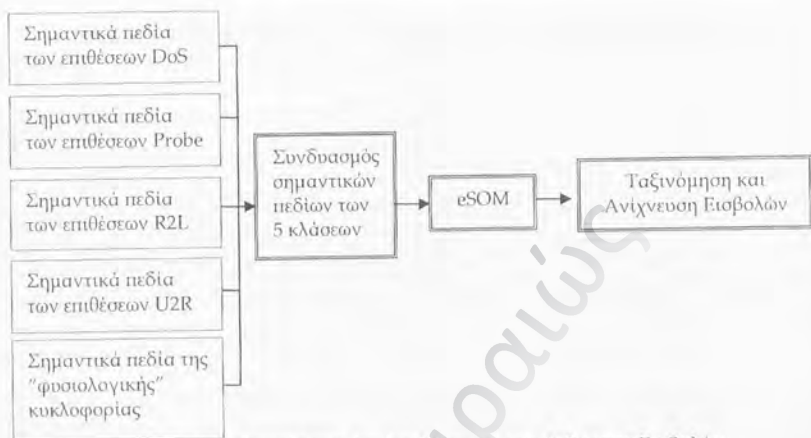 Σημαντικά πεδία
των επιθέσεων DoS
Σημαντικά πεδία
των επιθέσεων Probe
Σημαντικά πεδία
των επιθέσεων R2L
Σημαντικά πεδία
των επιθέσεων U2R
Σημαντικά πεδία της
"φυσιολογικής"
κυκλοφορίας
Συνδυασμός
σημαντικών
πεδίων των
5 κλάσεων
eSOM
Ταξινόμηση και
Ανίχνευση Εισβολών